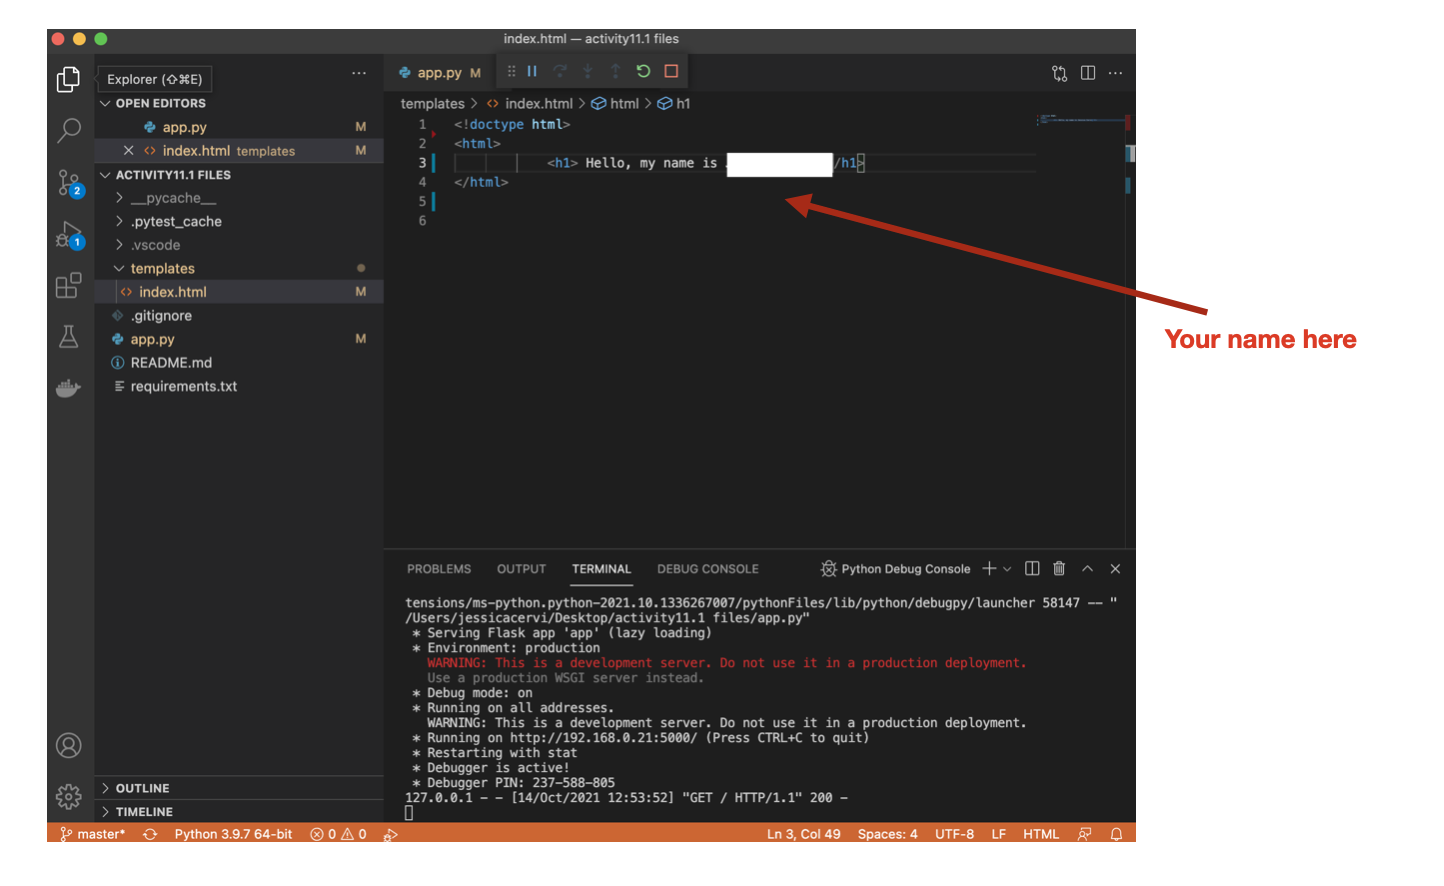 index.html — activity11.1 files
Explorer (⇧⌘E)
OPEN EDITORS
app.py M
index.html templates M
ACTIVITY11.1 FILES
__pycache__
.pytest_cache
.vscode
templates
index.html M
.gitignore
app.py M
README.md
requirements.txt
OUTLINE
TIMELINE
2
1
app.py M
templates > index.html > html > h1
1 <!doctype html>
2 <html>
3 <h1> Hello, my name is /h1>
4 </html>
5
6
Your name here
PROBLEMS OUTPUT TERMINAL DEBUG CONSOLE Python Debug Console
tensions/ms-python.python-2021.10.1336267007/pythonFiles/lib/python/debugpy/launcher 58147 -- "
/Users/jessicacervi/Desktop/activity11.1 files/app.py"
* Serving Flask app 'app' (lazy loading)
* Environment: production
WARNING: This is a development server. Do not use it in a production deployment.
Use a production WSGI server instead.
* Debug mode: on
* Running on all addresses.
WARNING: This is a development server. Do not use it in a production deployment.
* Running on http://192.168.0.21:5000/ (Press CTRL+C to quit)
* Restarting with stat
* Debugger is active!
* Debugger PIN: 237-588-805
127.0.0.1 - - [14/Oct/2021 12:53:52] "GET / HTTP/1.1" 200 -
master* Python 3.9.7 64-bit 0 0 Ln 3, Col 49 Spaces: 4 UTF-8 LF HTML